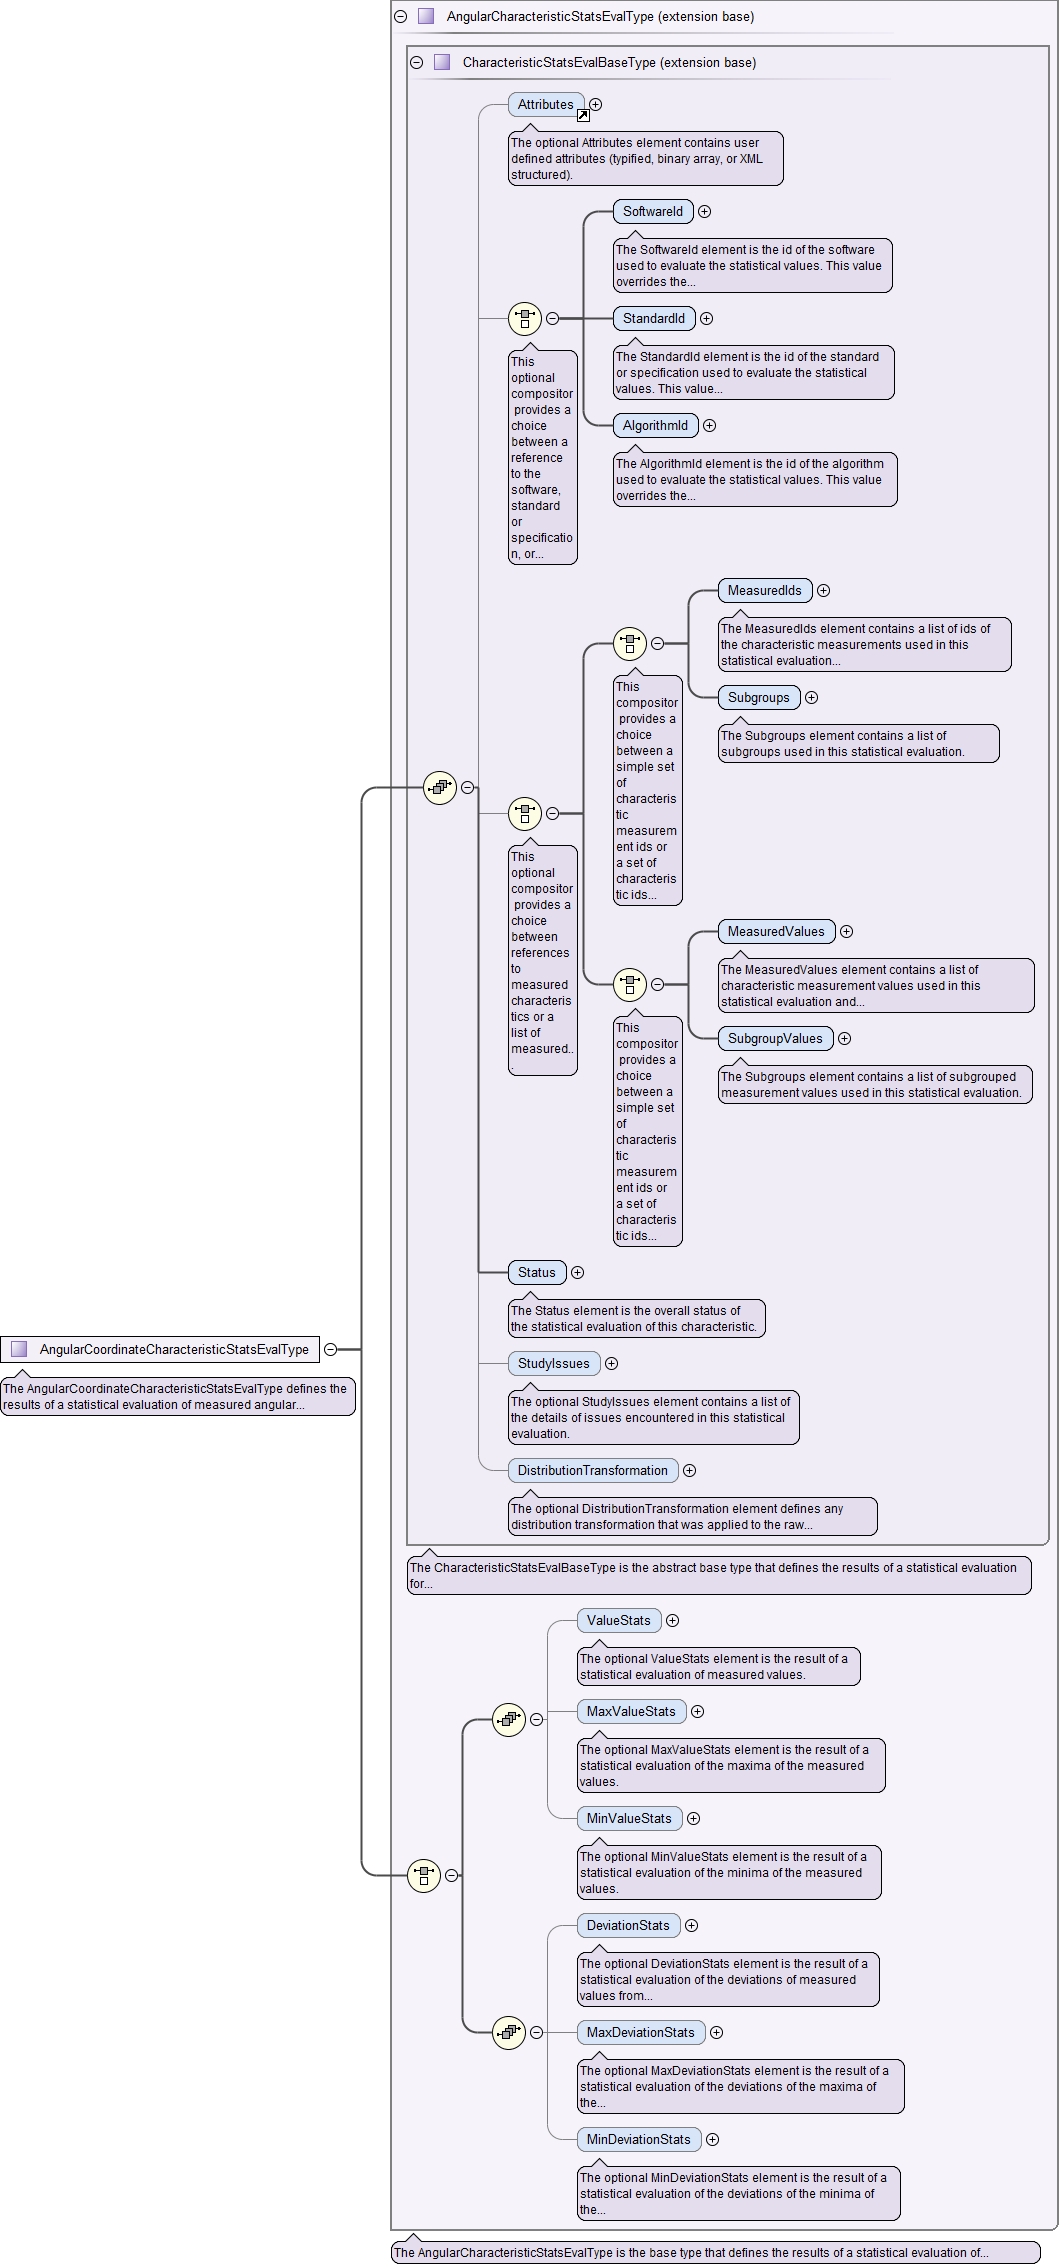 AngularCharacteristicStatsEvalType (extension base)
CharacteristicStatsEvalBaseType (extension base)
Attributes
The optional Attributes element contains user
defined attributes (typified, binary array, or XML
structured).
SoftwareId
The SoftwareId element is the id of the software
used to evaluate the statistical values. This value
overrides the...
StandardId
The StandardId element is the id of the standard
or specification used to evaluate the statistical
values. This value...
This
optional
compositor
provides a
choice
between a
reference
to the
software,
standard
or
specificatio
n, or...
AlgorithmId
The AlgorithmId element is the id of the algorithm
used to evaluate the statistical values. This value
overrides the...
MeasuredIds
The MeasuredIds element contains a list of ids of
the characteristic measurements used in this
statistical evaluation...
This
compositor
provides a
choice
between a
simple set
of
characteris
tic
measurem
ent ids or
a set of
characteris
tic ids...
Subgroups
The Subgroups element contains a list of
subgroups used in this statistical evaluation.
This
optional
compositor
provides a
choice
between
references
to
measured
characteris
tics or a
list of
measured..
.
MeasuredValues
The MeasuredValues element contains a list of
characteristic measurement values used in this
statistical evaluation and...
This
compositor
provides a
choice
between a
simple set
of
characteris
tic
measurem
ent ids or
a set of
characteris
tic ids...
SubgroupValues
The Subgroups element contains a list of subgrouped
measurement values used in this statistical evaluation.
Status
The Status element is the overall status of
the statistical evaluation of this characteristic.
AngularCoordinateCharacteristicStatsEvalType
The AngularCoordinateCharacteristicStatsEvalType defines the
results of a statistical evaluation of measured angular...
StudyIssues
The optional StudyIssues element contains a list of
the details of issues encountered in this statistical
evaluation.
DistributionTransformation
The optional DistributionTransformation element defines any
distribution transformation that was applied to the raw...
The CharacteristicStatsEvalBaseType is the abstract base type that defines the results of a statistical evaluation
for...
ValueStats
The optional ValueStats element is the result of a
statistical evaluation of measured values.
MaxValueStats
The optional MaxValueStats element is the result of a
statistical evaluation of the maxima of the measured
values.
MinValueStats
The optional MinValueStats element is the result of a
statistical evaluation of the minima of the measured
values.
DeviationStats
The optional DeviationStats element is the result of a
statistical evaluation of the deviations of measured
values from...
MaxDeviationStats
The optional MaxDeviationStats element is the result of a
statistical evaluation of the deviations of the maxima of
the...
MinDeviationStats
The optional MinDeviationStats element is the result of a
statistical evaluation of the deviations of the minima of
the...
The AngularCharacteristicStatsEvalType is the base type that defines the results of a statistical evaluation of...